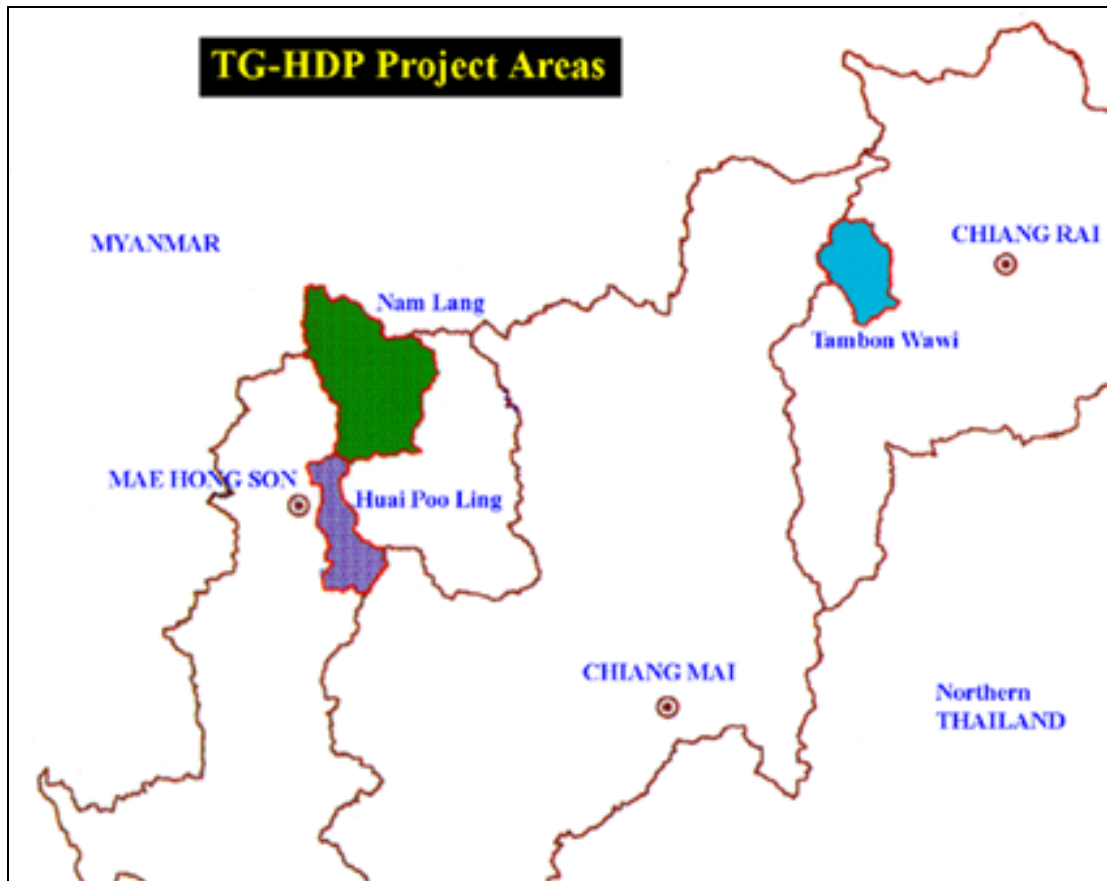 TG-HDP Project Areas
MYANMAR
CHIANG RAI
Nam Lang
Tambon Wawi
MAE HONG SON
Huai Poo Ling
CHIANG MAI
Northern
THAILAND